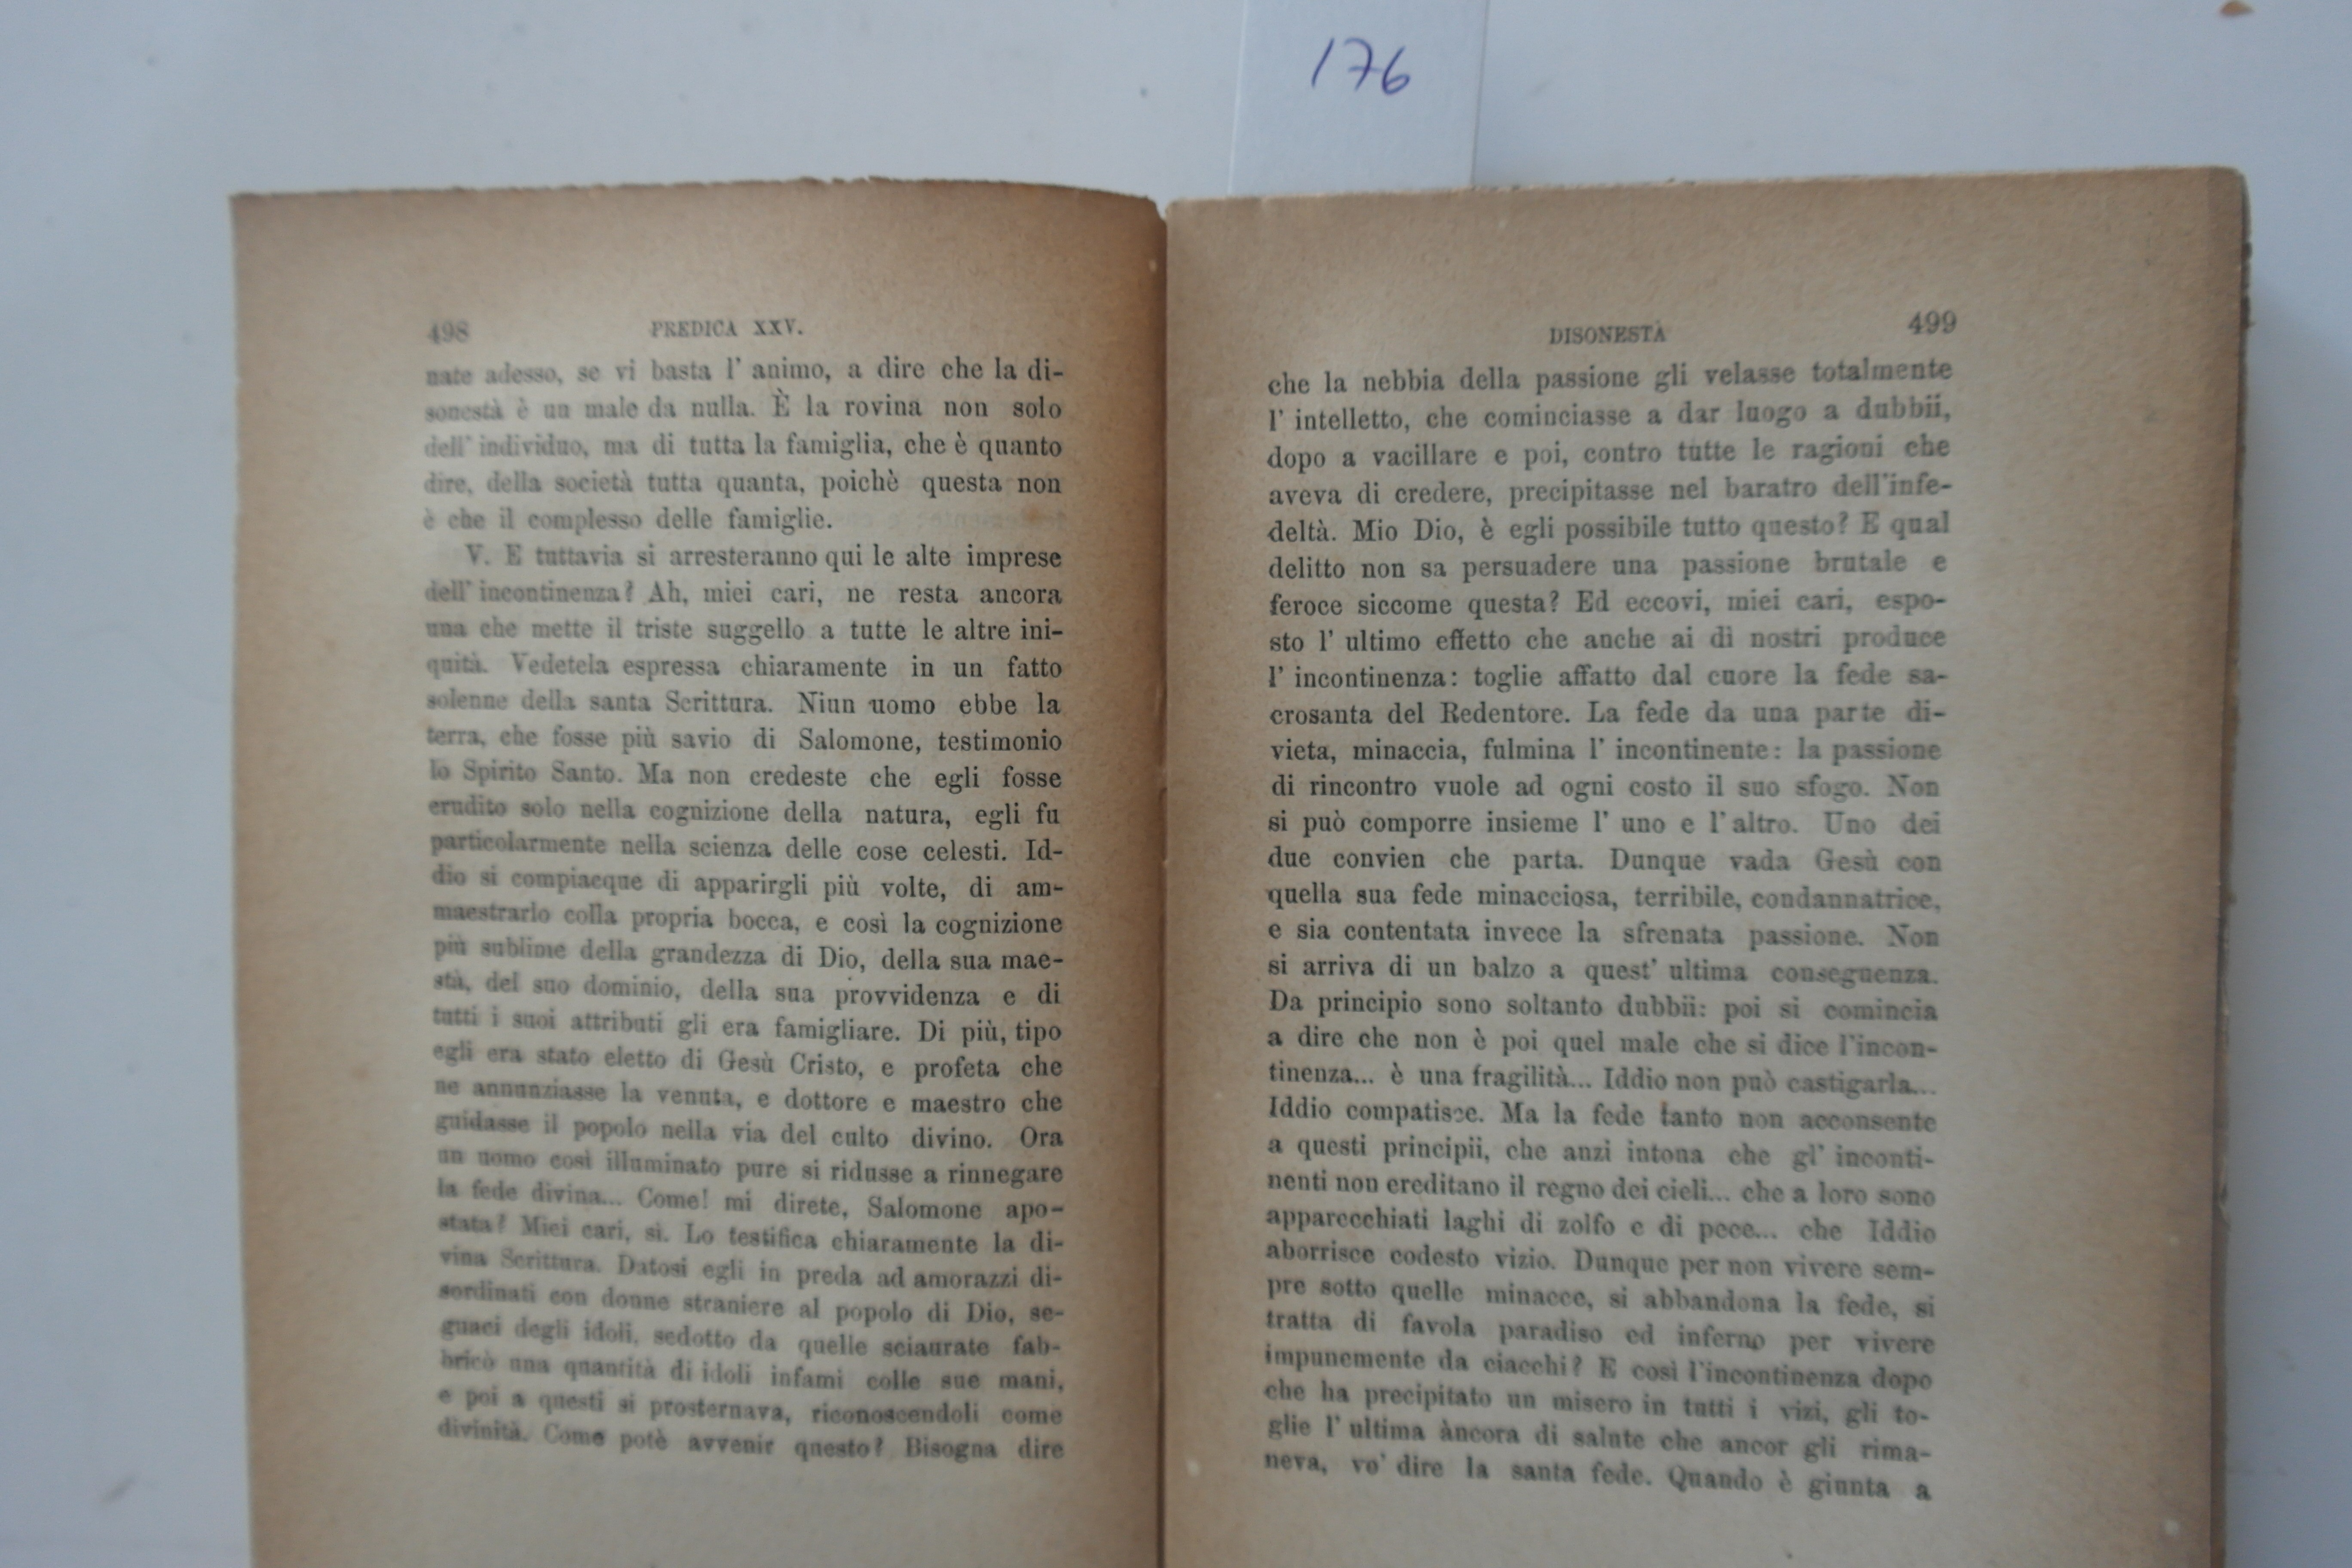 176
498
PREDICA XXV.
nate adesso, se vi basta l' animo, a dire che la di-
sonestà è un male da nulla. È la rovina non solo
dell' individuo, ma di tutta la famiglia, che è quanto
dire, della società tutta quanta, poichè questa non
è che il complesso delle famiglie.
V. E tuttavia si arresteranno qui le alte imprese
dell' incontinenza? Ah, miei cari, ne resta ancora
una che mette il triste suggello a tutte le altre ini-
quità. Vedetela espressa chiaramente in un fatto
solenne della santa Scrittura. Niun uomo ebbe la
terra, che fosse più savio di Salomone, testimonio
lo Spirito Santo. Ma non credeste che egli fosse
erudito solo nella cognizione della natura, egli fu
particolarmente nella scienza delle cose celesti. Id-
dio si compiacque di apparirgli più volte, di am-
maestrarlo colla propria bocca, e così la cognizione
più sublime della grandezza di Dio, della sua mae-
stà, del suo dominio, della sua provvidenza e di
tutti i suoi attributi gli era famigliare. Di più, tipo
egli era stato eletto di Gesù Cristo, e profeta che
ne annunziasse la venuta, e dottore e maestro che
guidasse il popolo nella via del culto divino. Ora
un uomo così illuminato pure si ridusse a rinnegare
la fede divina... Come! mi direte, Salomone apo-
stata? Miei cari, sì. Lo testifica chiaramente la di-
vina Scrittura. Datosi egli in preda ad amorazzi di-
sordinati con donne straniere al popolo di Dio, se-
guaci degli idoli, sedotto da quelle sciaurate fab-
bricò una quantità di idoli infami colle sue mani,
e poi a questi si prosternava, riconoscendoli come
divinità. Come potè avvenir questo? Bisogna dire
DISONESTÀ
499
che la nebbia della passione gli velasse totalmente
l' intelletto, che cominciasse a dar luogo a dubbii,
dopo a vacillare e poi, contro tutte le ragioni che
aveva di credere, precipitasse nel baratro dell'infe-
deltà. Mio Dio, è egli possibile tutto questo? E qual
delitto non sa persuadere una passione brutale e
feroce siccome questa? Ed eccovi, miei cari, espo-
sto l' ultimo effetto che anche ai dì nostri produce
l' incontinenza: toglie affatto dal cuore la fede sa-
crosanta del Redentore. La fede da una parte di-
vieta, minaccia, fulmina l' incontinente: la passione
di rincontro vuole ad ogni costo il suo sfogo. Non
si può comporre insieme l' uno e l' altro. Uno dei
due convien che parta. Dunque vada Gesù con
quella sua fede minacciosa, terribile, condannatrice,
e sia contentata invece la sfrenata passione. Non
si arriva di un balzo a quest' ultima conseguenza.
Da principio sono soltanto dubbii: poi si comincia
a dire che non è poi quel male che si dice l'incon-
tinenza... è una fragilità... Iddio non può castigarla...
Iddio compatisce. Ma la fede tanto non acconsente
a questi principii, che anzi intona che gl' inconti-
nenti non ereditano il regno dei cieli... che a loro sono
apparecchiati laghi di zolfo e di pece... che Iddio
aborrisce codesto vizio. Dunque per non vivere sem-
pre sotto quelle minacce, si abbandona la fede, si
tratta di favola paradiso ed inferno per vivere
impunemente da ciacchi? E così l'incontinenza dopo
che ha precipitato un misero in tutti i vizi, gli to-
glie l' ultima àncora di salute che ancor gli rima-
neva, vo' dire la santa fede. Quando è giunta a